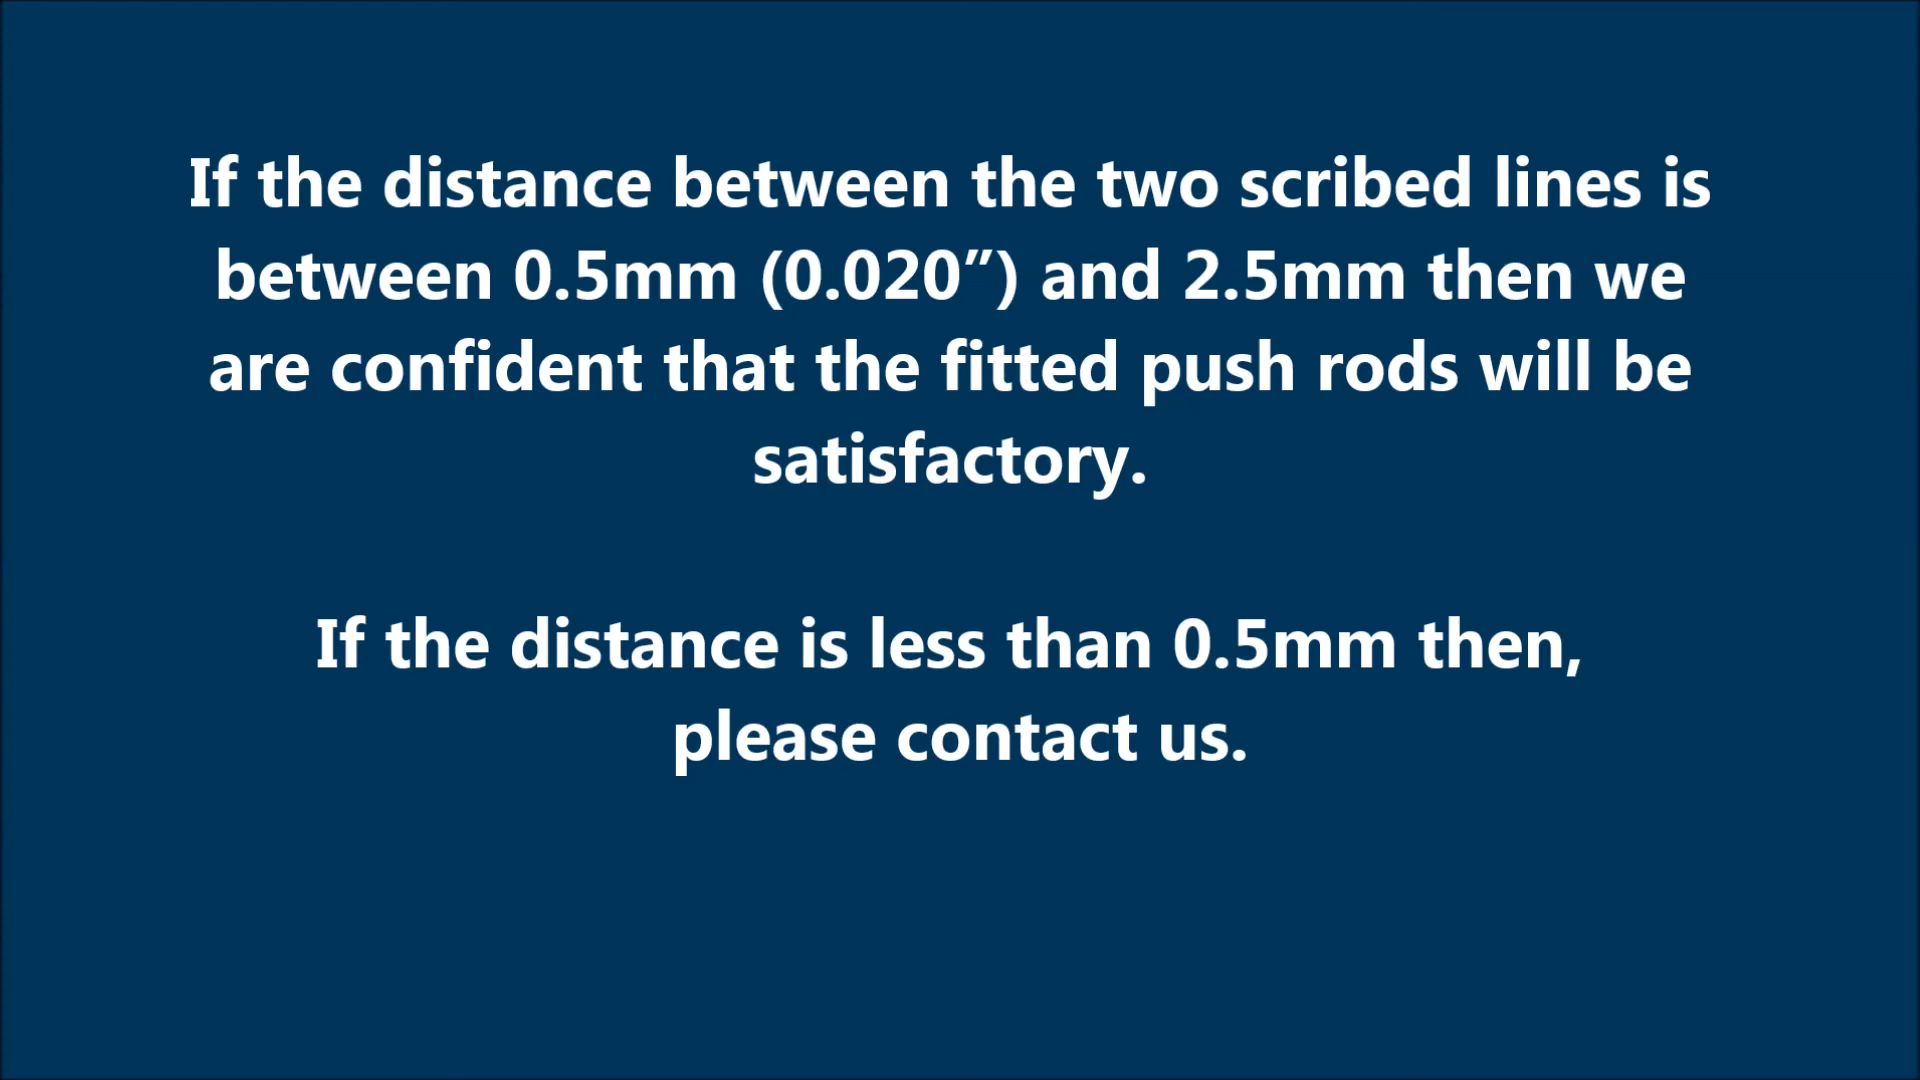 If the distance between the two scribed lines is
between 0.5mm (0.020”) and 2.5mm then we
are confident that the fitted push rods will be
satisfactory.
If the distance is less than 0.5mm then,
please contact us.